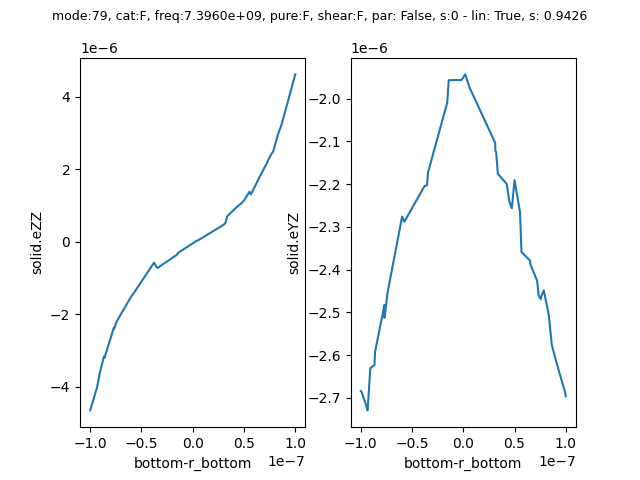 mode:79, cat:F, freq:7.3960e+09, pure:F, shear:F, par: False, s:0 - lin: True, s: 0.9426
1e−6
4
2
0
−2
−4
solid.eZZ
−1.0
−0.5
0.0
0.5
1.0
bottom-r_bottom
1e−7
1e−6
−2.0
−2.1
−2.2
−2.3
−2.4
−2.5
−2.6
−2.7
solid.eYZ
−1.0
−0.5
0.0
0.5
1.0
bottom-r_bottom
1e−7